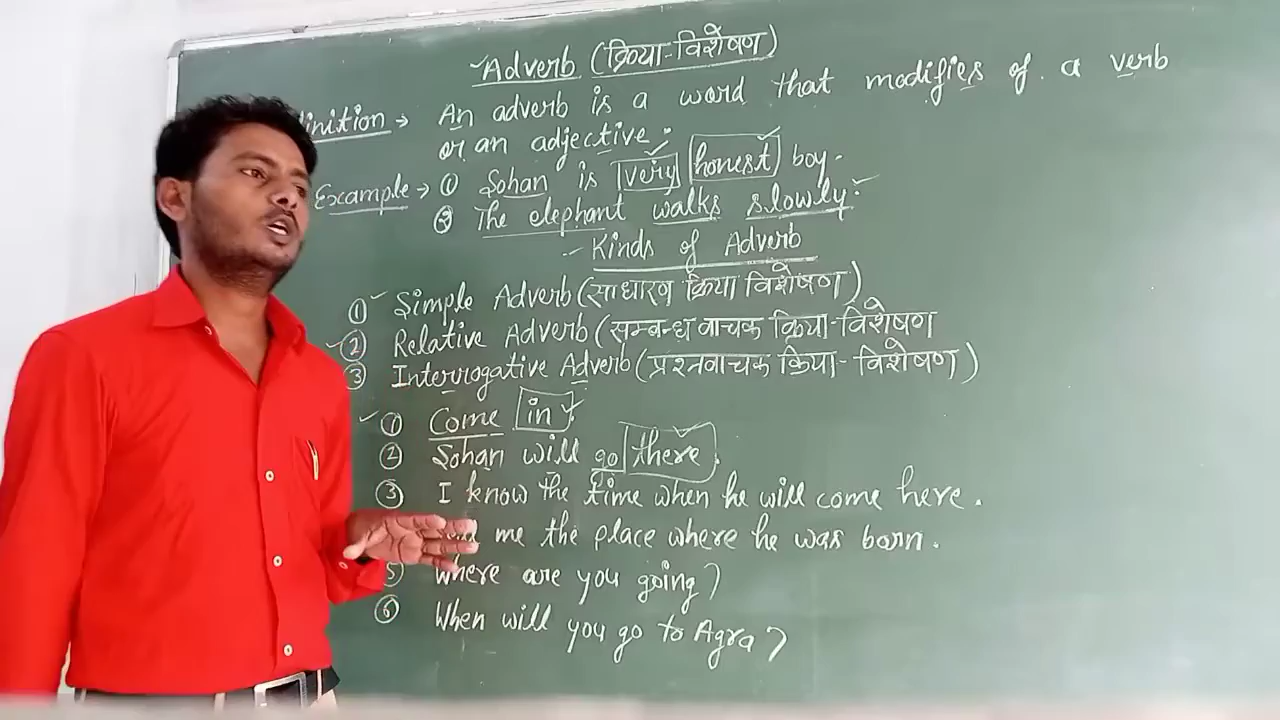 Adverb (क्रिया-विशेषण)
inition → An adverb is a word that modifies of a verb
or an adjective.
Example → ① Sohan is very honest boy.
② The elephant walks slowly.
Kinds of Adverb
① Simple Adverb (साधारण क्रिया विशेषण)
② Relative Adverb (सम्बन्ध वाचक क्रिया-विशेषण
③ Interrogative Adverb (प्रश्नवाचक क्रिया-विशेषण)
① Come in.
② Sohan will go there.
③ I know the time when he will come here.
me the place where he was born.
⑤ Where are you going?
⑥ When will you go to Agra?